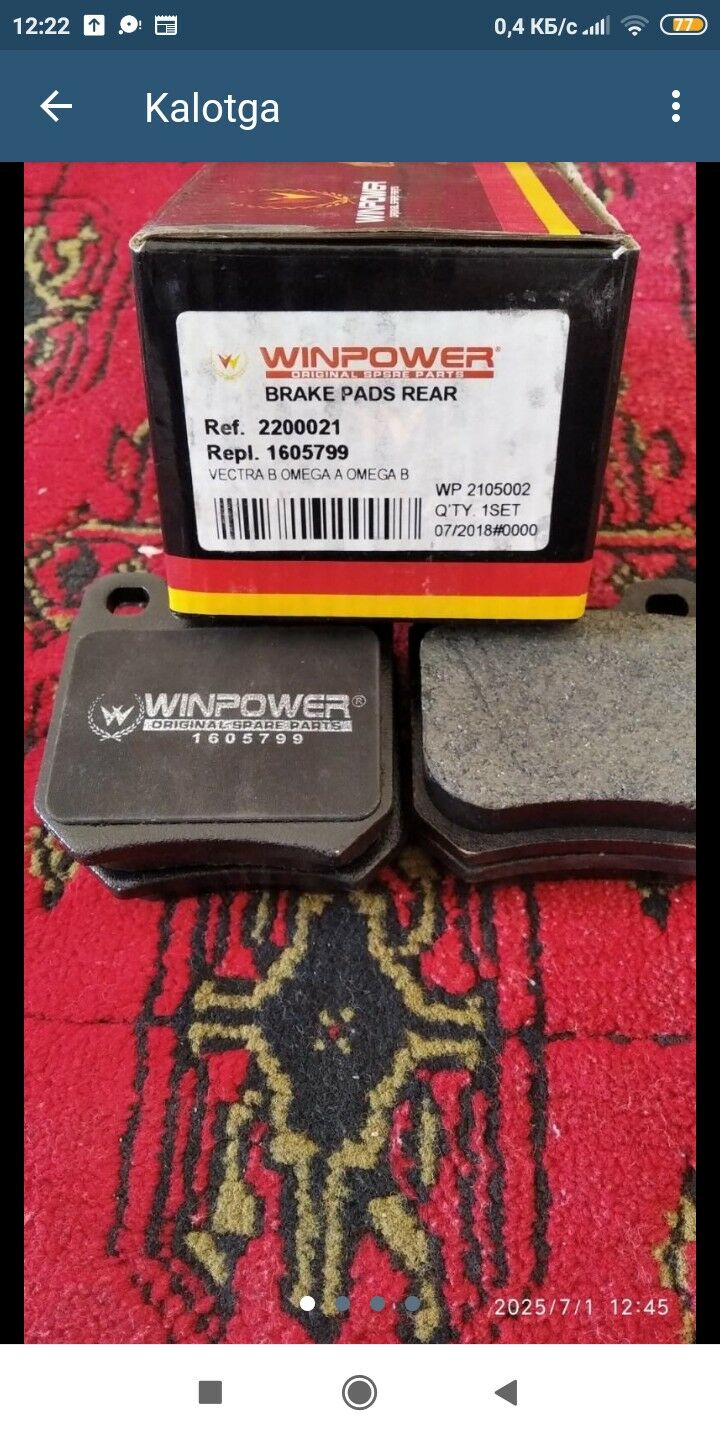 12:22
0,4 КБ/с
77
Kalotga
WINPOWER
WINPOWER®
ORIGINAL SPARE PARTS
BRAKE PADS REAR
Ref. 2200021
Repl. 1605799
VECTRA B OMEGA A OMEGA B
WP 2105002
Q'TY. 1SET
07/2018#0000
WINPOWER®
ORIGINAL SPARE PARTS
1605799
2025/7/1 12:45